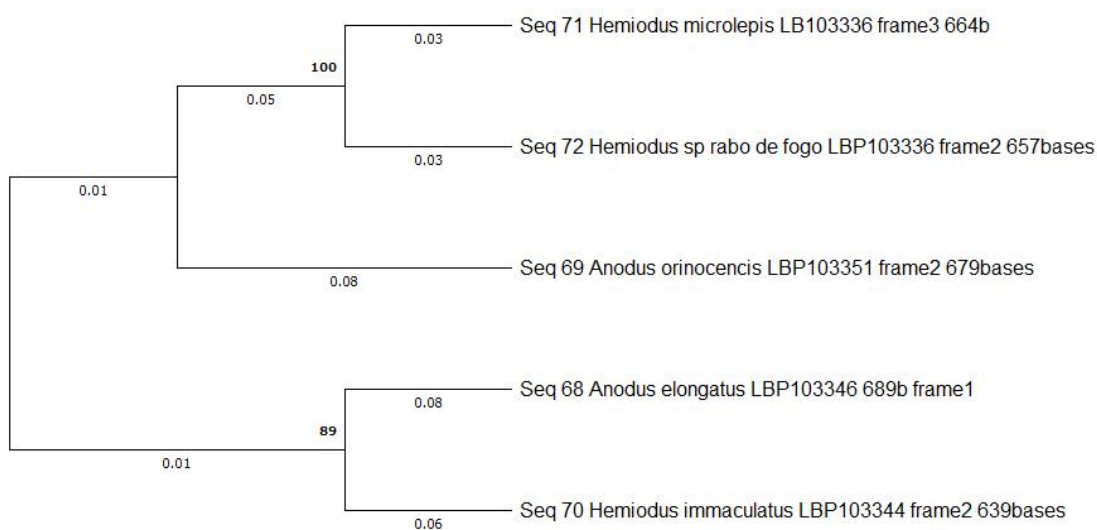 Seq 71 Hemiodus microlepis LB103336 frame3 664b
0.03
100
0.05
Seq 72 Hemiodus sp rabo de fogo LBP103336 frame2 657bases
0.03
0.01
Seq 69 Anodus orinocencis LBP103351 frame2 679bases
0.08
Seq 68 Anodus elongatus LBP103346 689b frame1
0.08
89
0.01
Seq 70 Hemiodus immaculatus LBP103344 frame2 639bases
0.06